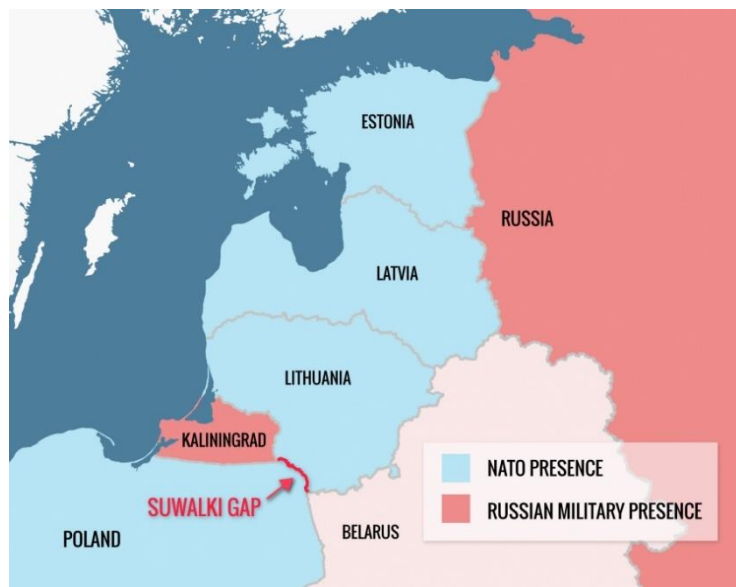 ESTONIA
RUSSIA
LATVIA
LITHUANIA
KALININGRAD
NATO PRESENCE
SUWALKI GAP
RUSSIAN MILITARY PRESENCE
POLAND
BELARUS